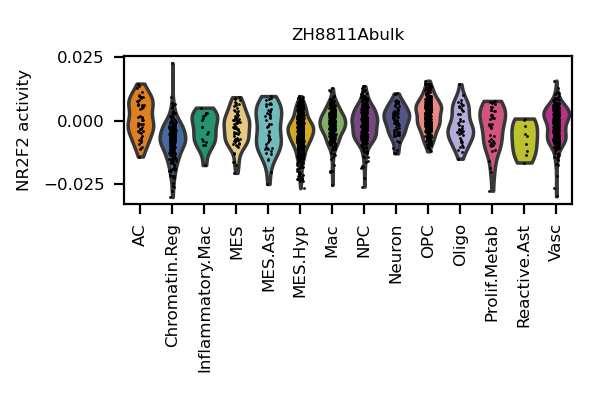 ZH8811Abulk
NR2F2 activity
0.025
0.000
−0.025
AC
Chromatin.Reg
Inflammatory.Mac
MES
MES.Ast
MES.Hyp
Mac
NPC
Neuron
OPC
Oligo
Prolif.Metab
Reactive.Ast
Vasc